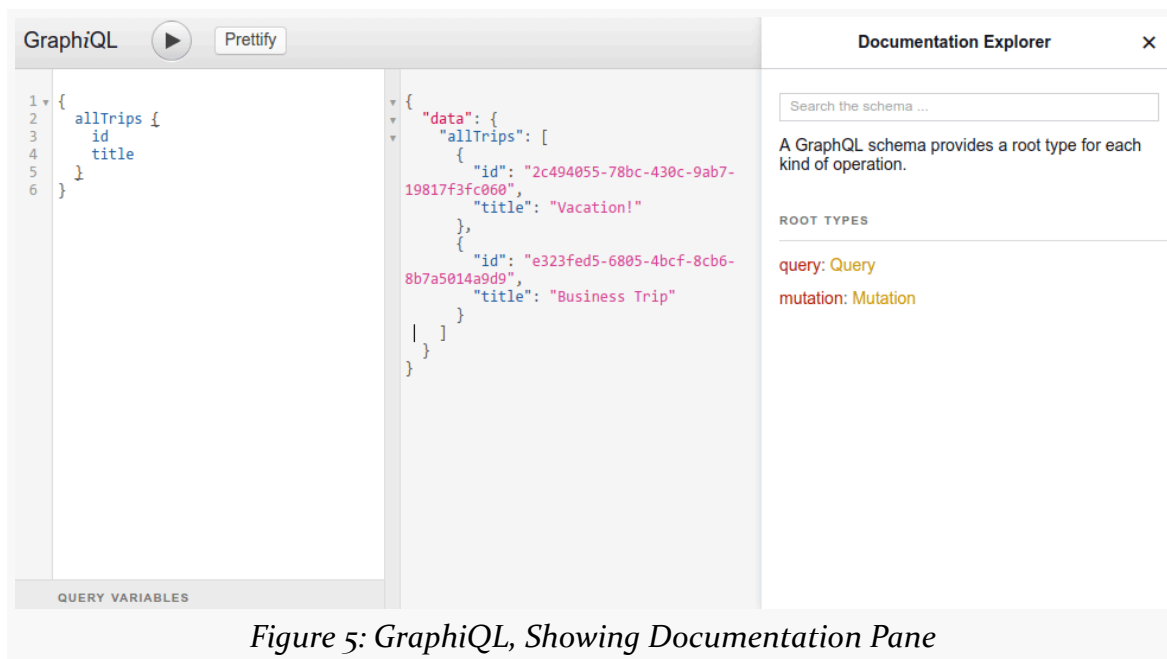 GraphiQL
Prettify
1 {
2 allTrips {
3 id
4 title
5 }
6 }
QUERY VARIABLES
{
"data": {
"allTrips": [
{
"id": "2c494055-78bc-430c-9ab7-
19817f3fc060",
"title": "Vacation!"
},
{
"id": "e323fed5-6805-4bcf-8cb6-
8b7a5014a9d9",
"title": "Business Trip"
}
]
}
}
Documentation Explorer ×
Search the schema ...
A GraphQL schema provides a root type for each
kind of operation.
ROOT TYPES
query: Query
mutation: Mutation
Figure 5: GraphiQL, Showing Documentation Pane